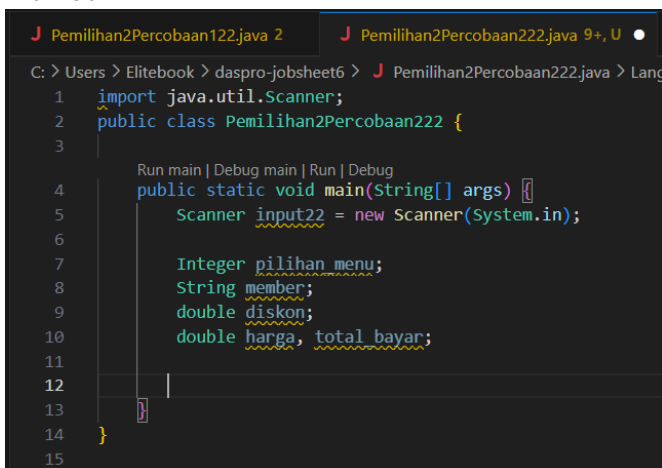 Pemilihan2Percobaan122.java 2
Pemilihan2Percobaan222.java 9+, U
C: > Users > Elitebook > daspro-jobsheet6 > J Pemilihan2Percobaan222.java > Lang
1 import java.util.Scanner;
2 public class Pemilihan2Percobaan222 {
3
Run main | Debug main | Run | Debug
4 public static void main(String[] args) {
5 Scanner input22 = new Scanner(System.in);
6
7 Integer pilihan_menu;
8 String member;
9 double diskon;
10 double harga, total_bayar;
11
12
13 }
14 }
15